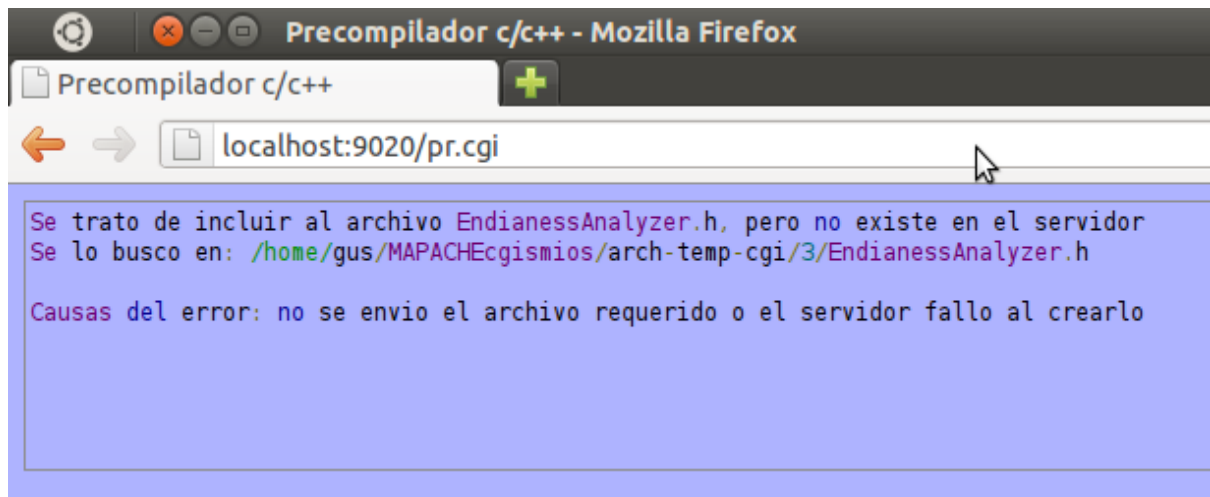 Precompilador c/c++ - Mozilla Firefox
Precompilador c/c++
localhost:9020/pr.cgi
Se trato de incluir al archivo EndianessAnalyzer.h, pero no existe en el servidor
Se lo busco en: /home/gus/MAPACHEcgismios/arch-temp-cgi/3/EndianessAnalyzer.h
Causas del error: no se envio el archivo requerido o el servidor fallo al crearlo